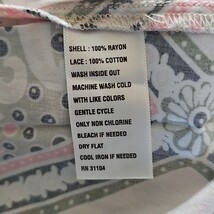 SHELL : 100% RAYON
LACE : 100% COTTON
WASH INSIDE OUT
MACHINE WASH COLD
WITH LIKE COLORS
GENTLE CYCLE
ONLY NON CHLORINE
BLEACH IF NEEDED
DRY FLAT
COOL IRON IF NEEDED
RN 31104